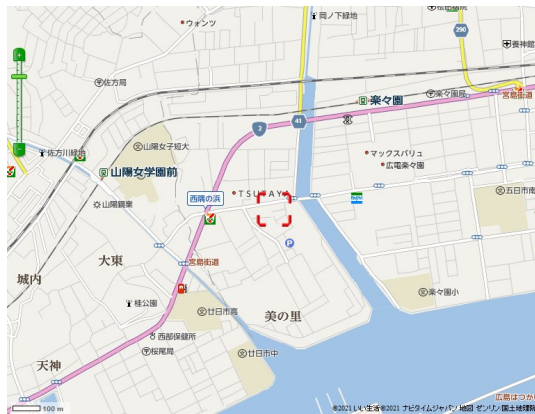 岡ノ下緑地
ウォンツ
290
養神館
佐方局
楽々園
楽々園局
宮島街道
2
41
佐方川緑地
山陽女子短大
マックスバリュ
広電楽々園
山陽女学園前
五日市南
西隅の浜
TSUTAYA
山陽鋼業
大東
宮島街道
城内
P
桂公園
廿日市高
美の里
楽々園小
西部保健所
桜尾局
廿日市中
天神
広島はつか
100 m
©2021 いい生活 ©2021 ナビタイムジャパン 地図 ゼンリン 国土地理院